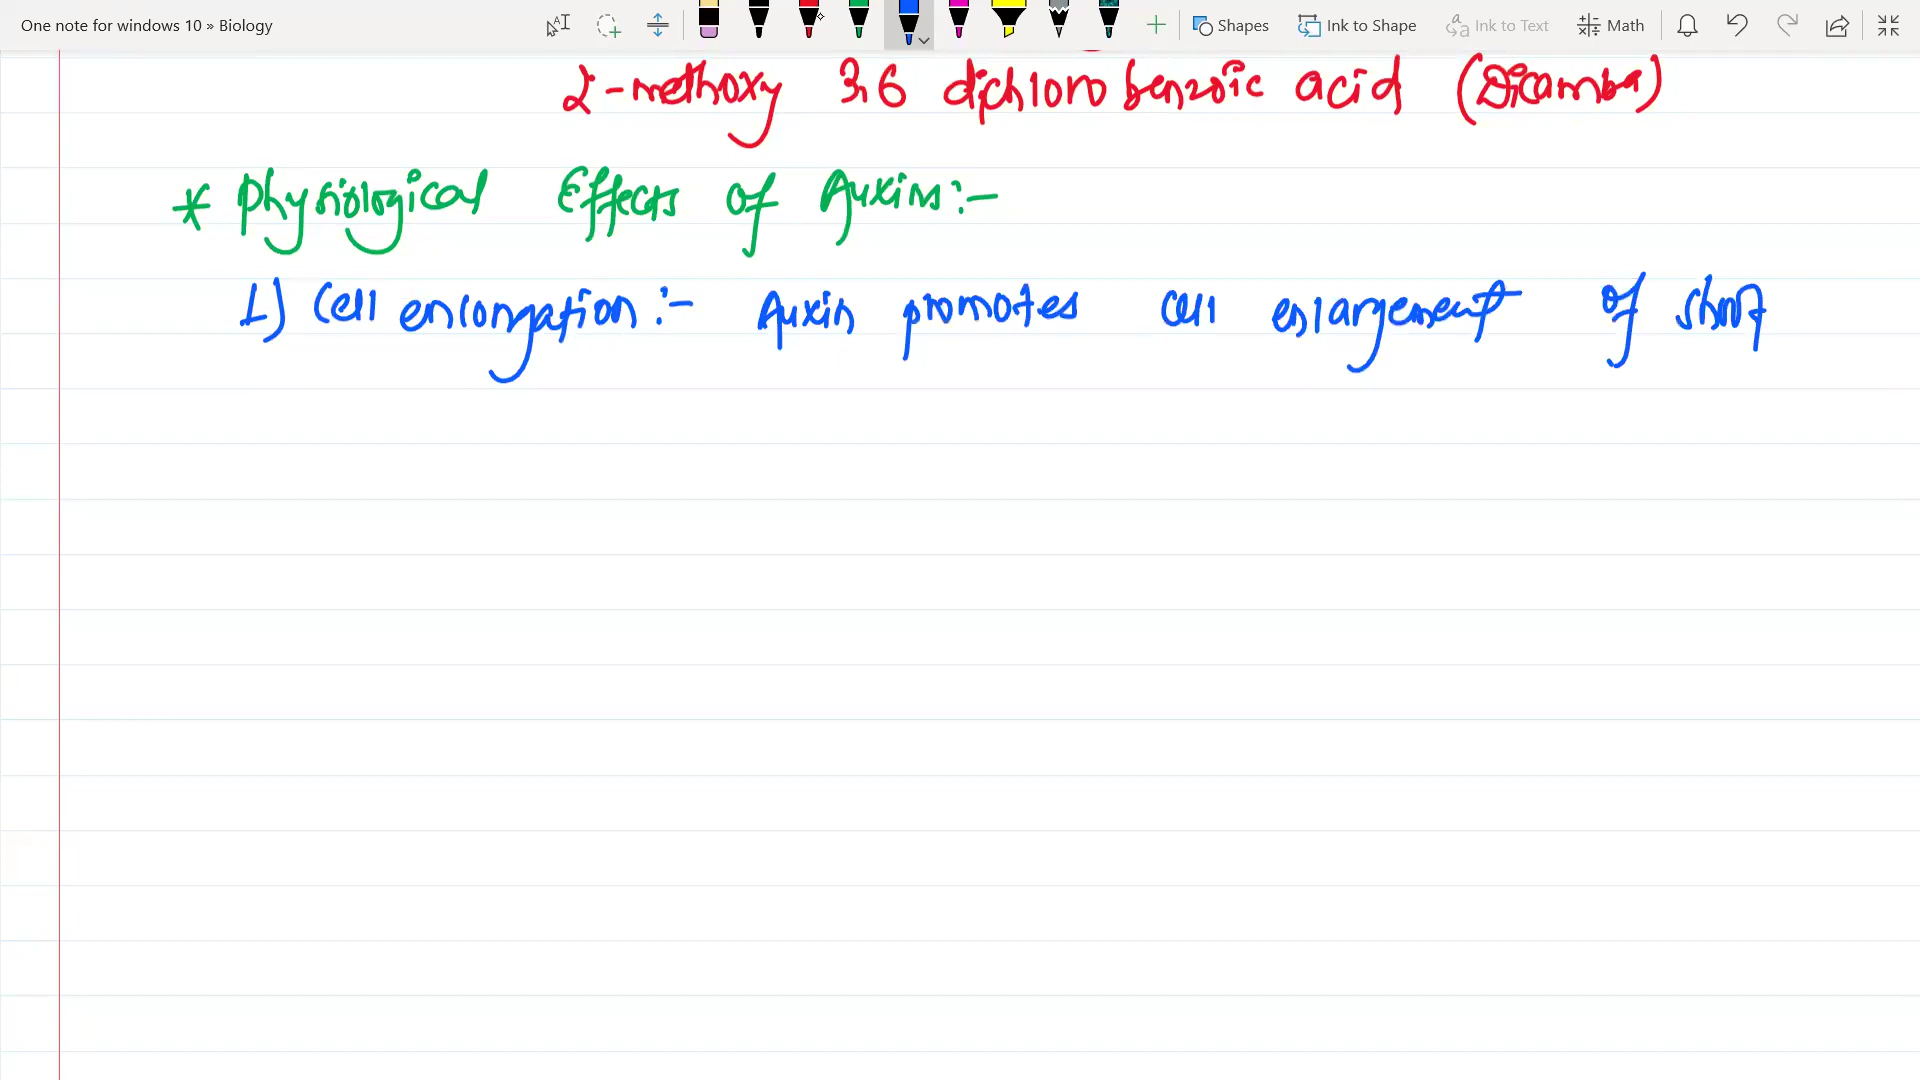 One note for windows 10 » Biology
Shapes Ink to Shape Ink to Text Math
2-methoxy 3,6 dichloro benzoic acid (Dicamba)
* Physiological Effects of Auxins:-
1) Cell enlongation:- Auxin promotes cell enlargement of shoot